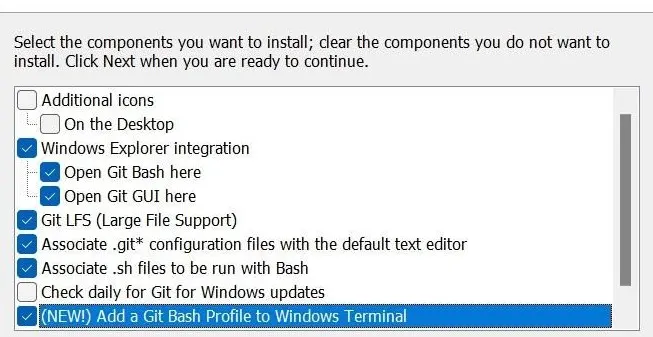 Select the components you want to install; clear the components you do not want to
install. Click Next when you are ready to continue.
Additional icons
On the Desktop
Windows Explorer integration
Open Git Bash here
Open Git GUI here
Git LFS (Large File Support)
Associate .git* configuration files with the default text editor
Associate .sh files to be run with Bash
Check daily for Git for Windows updates
(NEW!) Add a Git Bash Profile to Windows Terminal